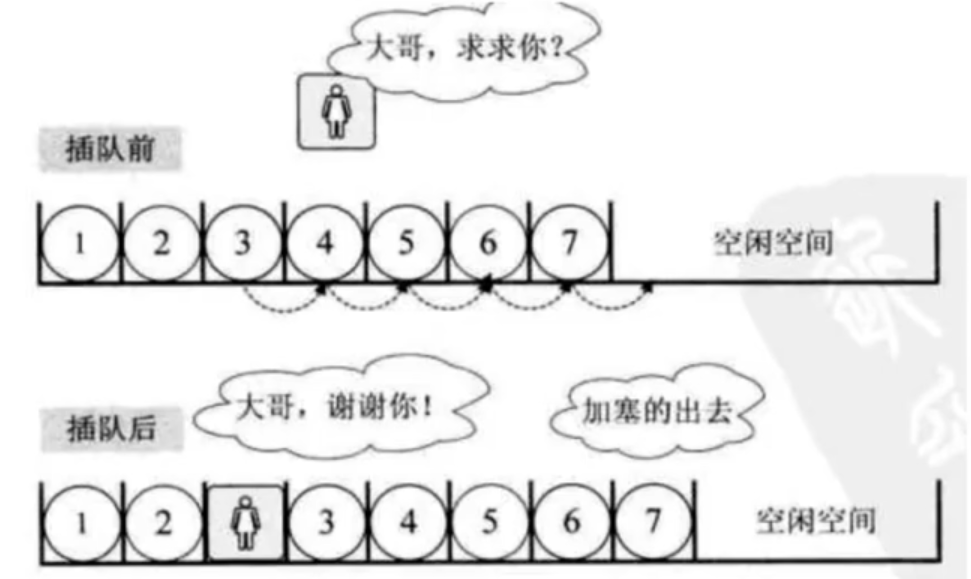 大哥，求求你？
插队前
1 2 3 4 5 6 7 空闲空间
大哥，谢谢你！
加塞的出去
插队后
1 2 3 4 5 6 7 空闲空间